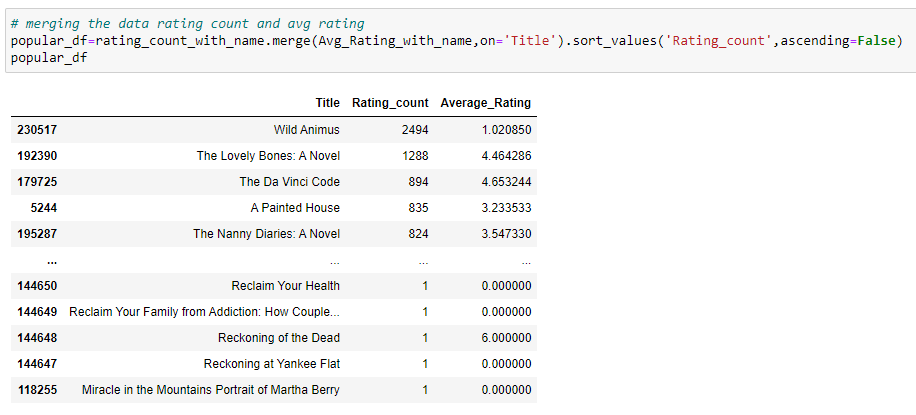 # merging the data rating count and avg rating
popular_df=rating_count_with_name.merge(Avg_Rating_with_name,on='Title').sort_values('Rating_count',ascending=False)
popular_df
Title Rating_count Average_Rating
230517 Wild Animus 2494 1.020850
192390 The Lovely Bones: A Novel 1288 4.464286
179725 The Da Vinci Code 894 4.653244
5244 A Painted House 835 3.233533
195287 The Nanny Diaries: A Novel 824 3.547330
... ... ... ...
144650 Reclaim Your Health 1 0.000000
144649 Reclaim Your Family from Addiction: How Couple... 1 0.000000
144648 Reckoning of the Dead 1 6.000000
144647 Reckoning at Yankee Flat 1 0.000000
118255 Miracle in the Mountains Portrait of Martha Berry 1 0.000000